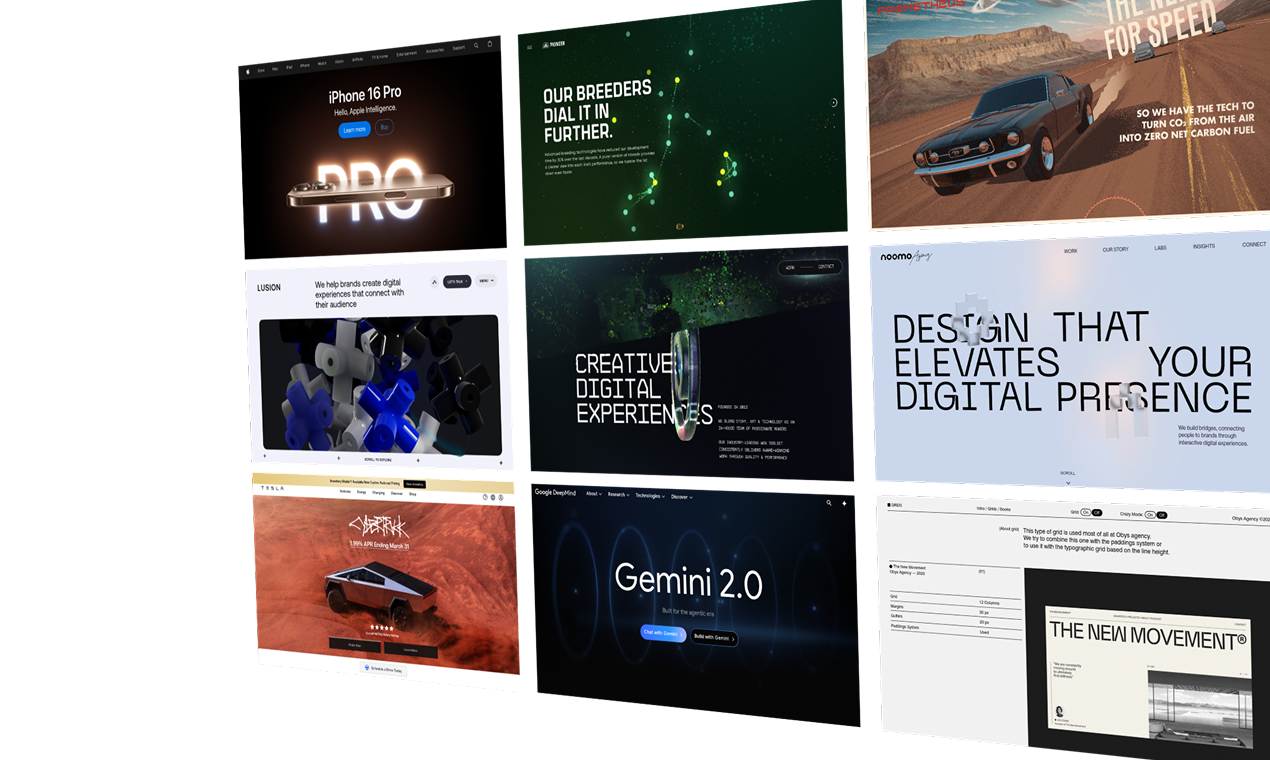 Store Mac iPad iPhone Watch Vision AirPods TV & Home Entertainment Accessories Support
iPhone 16 Pro
Hello, Apple Intelligence.
Learn more
Buy
PRO
PIONEER
OUR BREEDERS
DIAL IT IN
FURTHER.
PROMETHEUS
FOR SPEED
SO WE HAVE THE TECH TO
TURN CO₂ FROM THE AIR
INTO ZERO NET CARBON FUEL
LUSION
We help brands create digital
experiences that connect with
their audience
LET'S TALK
MENU
SCROLL TO EXPLORE
WORK
CONTACT
CREATIVE
DIGITAL
EXPERIENCES
FOUNDED IN 2012
WE BLEND STORY, ART & TECHNOLOGY AS AN
IN-HOUSE TEAM OF PASSIONATE MAKERS
OUR INDUSTRY-LEADING WEB TOOLSET
CONSISTENTLY DELIVERS AWARD-WINNING
WORK THROUGH QUALITY & PERFORMANCE
noomo Agency
WORK OUR STORY LABS INSIGHTS CONNECT
DESIGN THAT
ELEVATES YOUR
DIGITAL PRESENCE
We build bridges, connecting
people to brands through
interactive digital experiences.
SCROLL
TESLA
Vehicles Energy Charging Discover Shop
CYBERTRUCK
1.99% APR Ending March 31
Order Now
Learn More
Schedule a Drive Today
Google DeepMind
About Research Technologies Discover
Gemini 2.0
Built for the agentic era
Chat with Gemini
Build with Gemini
GRIDS
Intro / Grids / Books
Grid On Off
Crazy Mode On Off
Obys Agency ©202
(About grid)
This type of grid is used most of all at Obys agency.
We try to combine this one with the paddings system or
to use it with the typographic grid based on the line height.
The New Movement
Obys Agency — 2020
Grid 12 Columns
Margins 30 px
Gutters 20 px
Paddings System Used
THE NEW MOVEMENT®